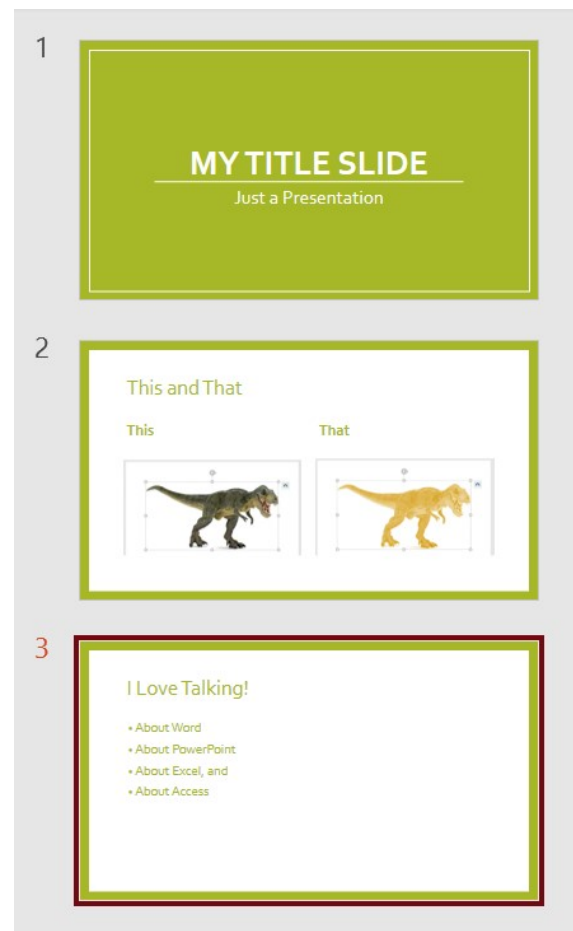 1
MY TITLE SLIDE
Just a Presentation
2
This and That
This That
3
I Love Talking!
• About Word
• About PowerPoint
• About Excel, and
• About Access